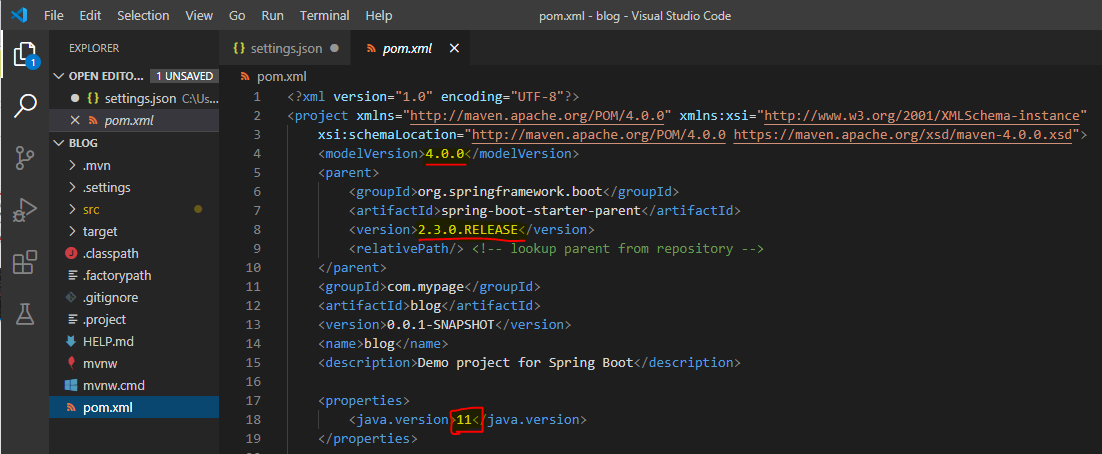 File Edit Selection View Go Run Terminal Help pom.xml - blog - Visual Studio Code
EXPLORER
OPEN EDITO... 1 UNSAVED
{} settings.json C:\Us...
pom.xml
BLOG
.mvn
.settings
src
target
.classpath
.factorypath
.gitignore
.project
HELP.md
mvnw
mvnw.cmd
pom.xml
1
{} settings.json pom.xml
pom.xml
1 <?xml version="1.0" encoding="UTF-8"?>
2 <project xmlns="http://maven.apache.org/POM/4.0.0" xmlns:xsi="http://www.w3.org/2001/XMLSchema-instance"
3 xsi:schemaLocation="http://maven.apache.org/POM/4.0.0 https://maven.apache.org/xsd/maven-4.0.0.xsd">
4 <modelVersion>4.0.0</modelVersion>
5 <parent>
6 <groupId>org.springframework.boot</groupId>
7 <artifactId>spring-boot-starter-parent</artifactId>
8 <version>2.3.0.RELEASE</version>
9 <relativePath/> <!-- lookup parent from repository -->
10 </parent>
11 <groupId>com.mypage</groupId>
12 <artifactId>blog</artifactId>
13 <version>0.0.1-SNAPSHOT</version>
14 <name>blog</name>
15 <description>Demo project for Spring Boot</description>
16
17 <properties>
18 <java.version>11</java.version>
19 </properties>